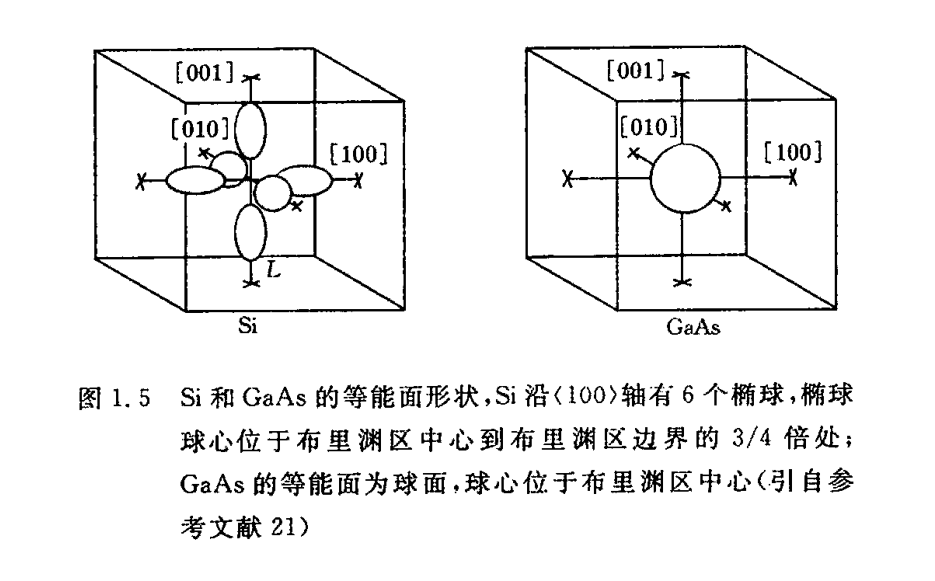 [001]
[010]
[100]
L
Si
[001]
[010]
[100]
GaAs
图 1.5 Si 和 GaAs 的等能面形状,Si 沿〈100〉轴有 6 个椭球,椭球
球心位于布里渊区中心到布里渊区边界的 3/4 倍处;
GaAs 的等能面为球面,球心位于布里渊区中心(引自参
考文献 21)